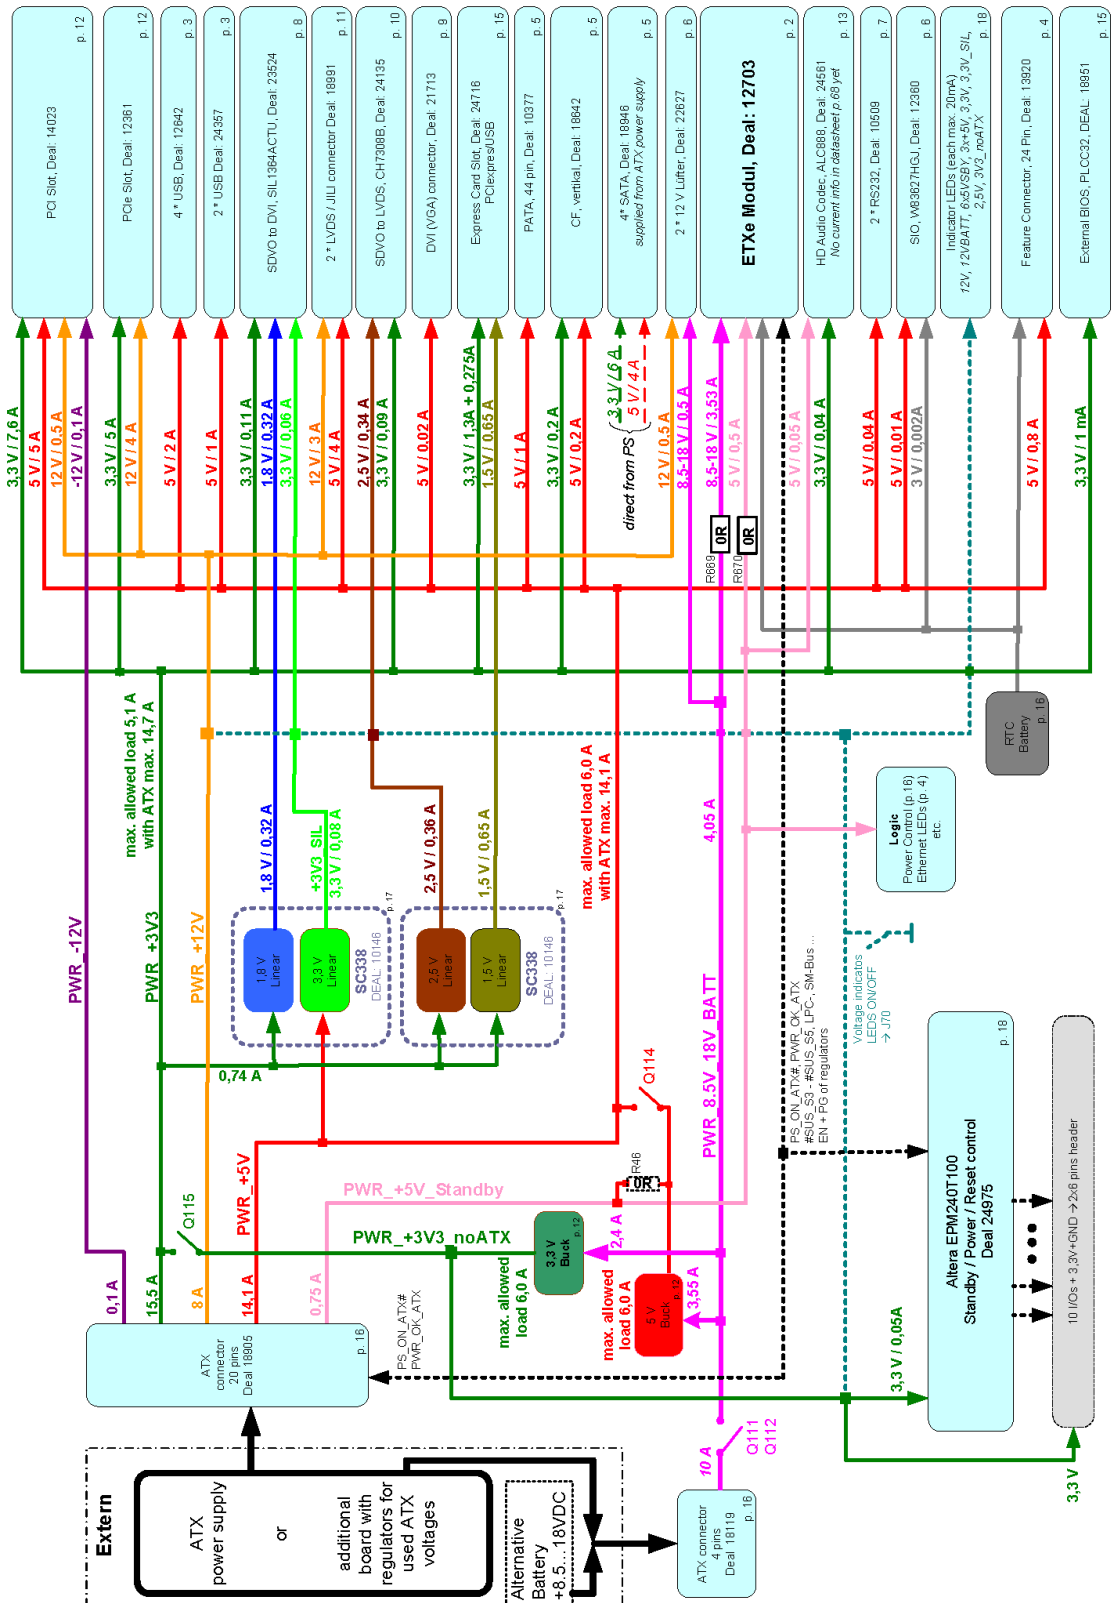 PCI Slot, Deal: 14023
p. 12
PCIe Slot, Deal: 12361
p. 12
4 * USB, Deal: 12642
p. 3
2 * USB Deal: 24357
p. 3
SDVO to DVI, SIL1364ACTU, Deal: 23524
p. 8
2 * LVDS / JILI connector Deal: 18991
p. 11
SDVO to LVDS, CH7308B, Deal: 24135
p. 10
DVI (VGA) connector, Deal: 21713
p. 9
Express Card Slot, Deal: 24716
PCIexpres/USB
p. 15
PATA, 44 pin, Deal: 10377
p. 5
CF, vertikal, Deal: 18642
p. 5
4* SATA, Deal: 18946
supplied from ATX power supply
p. 5
2 * 12 V Lüfter, Deal: 22627
p. 6
ETXe Modul, Deal: 12703
p. 2
HD Audio Codec, ALC888, Deal: 24561
No current info in datasheet p.68 yet
p. 13
2 * RS232, Deal: 10509
p. 7
SIO, W83627HGJ, Deal: 12360
p. 6
Indicator LEDs (each max. 20mA)
12V, 12VBATT, 6x5VSBY, 3x+5V, 3,3V, 3,3V_SIL,
2,5V, 3V3_noATX
p. 18
Feature Connector, 24 Pin, Deal: 13920
p. 4
External BIOS, PLCC32, DEAL: 18951
p. 15
3,3 V / 7,6 A
5 V / 5 A
12 V / 0.5 A
-12 V / 0,1 A
3,3 V / 5 A
12 V / 4 A
5 V / 2 A
5 V / 1 A
3,3 V / 0,11 A
1,8 V / 0,32 A
3,3 V / 0,06 A
12 V / 3 A
5 V / 4 A
2,5 V / 0.34 A
3,3 V / 0,09 A
5 V / 0,02 A
3,3 V / 1,3A + 0,275A
1.5 V / 0,65 A
5 V / 1 A
3,3 V / 0.2 A
5 V / 0,2 A
3,3 V / 6 A
5 V / 4 A
direct from PS
12 V / 0.5 A
8.5-18 V / 0.5 A
8.5-18 V / 3,53 A
5 V / 0,5 A
5 V / 0,05 A
3,3 V / 0,04 A
5 V / 0,04 A
5 V / 0,01 A
3 V / 0,002A
5 V / 0,8 A
3,3 V / 1 mA
R669
0R
R670
0R
RTC
Battery
p. 16
max. allowed load 5,1 A
with ATX max. 14,7 A
max. allowed load 6,0 A
with ATX max. 14,1 A
4,05 A
Logic
Power Control (p.16)
Ethernet LEDs (p. 4)
etc.
1,8 V / 0,32 A
+3V3_SIL
3,3 V / 0,08 A
2,5 V / 0,36 A
1,5 V / 0,65 A
PWR_-12V
PWR_+3V3
PWR_+12V
1,8 V
Linear
3,3 V
Linear
SC338
DEAL: 10146
p. 17
2,5 V
Linear
1,5 V
Linear
SC338
DEAL: 10146
p.17
0,74 A
PWR_8.5V_18V_BATT
PS_ON_ATX#, PWR_OK_ATX
#SUS_S3 - #SUS_S5, LPC-, SM-Bus ...
EN + PG of regulators
Voltage indicatos
LEDS ON/OFF
→ J70
Q114
R46
0R
Q115
PWR_+5V
PWR_+5V_Standby
PWR_+3V3_noATX
3,3 V
Buck
p. 12
2,4 A
max. allowed
load 6,0 A
5 V
Buck
p. 12
3,55 A
max. allowed
load 6,0 A
0,1 A
15,5 A
8 A
14,1 A
0,75 A
PS_ON_ATX#
PWR_OK_ATX
ATX
connector
20 pins
Deal 18905
p. 16
Altera EPM240T100
Standby / Power / Reset control
Deal 24975
p. 18
10 I/Os + 3,3V+GND → 2x6 pins header
3,3 V / 0,05A
3,3 V
10 A
Q111
Q112
ATX connector
4 pins
Deal 18119
p. 16
Extern
ATX
power supply
or
additional
board with
regulators for
used ATX
voltages
Alternative
Battery
+8.5...18VDC